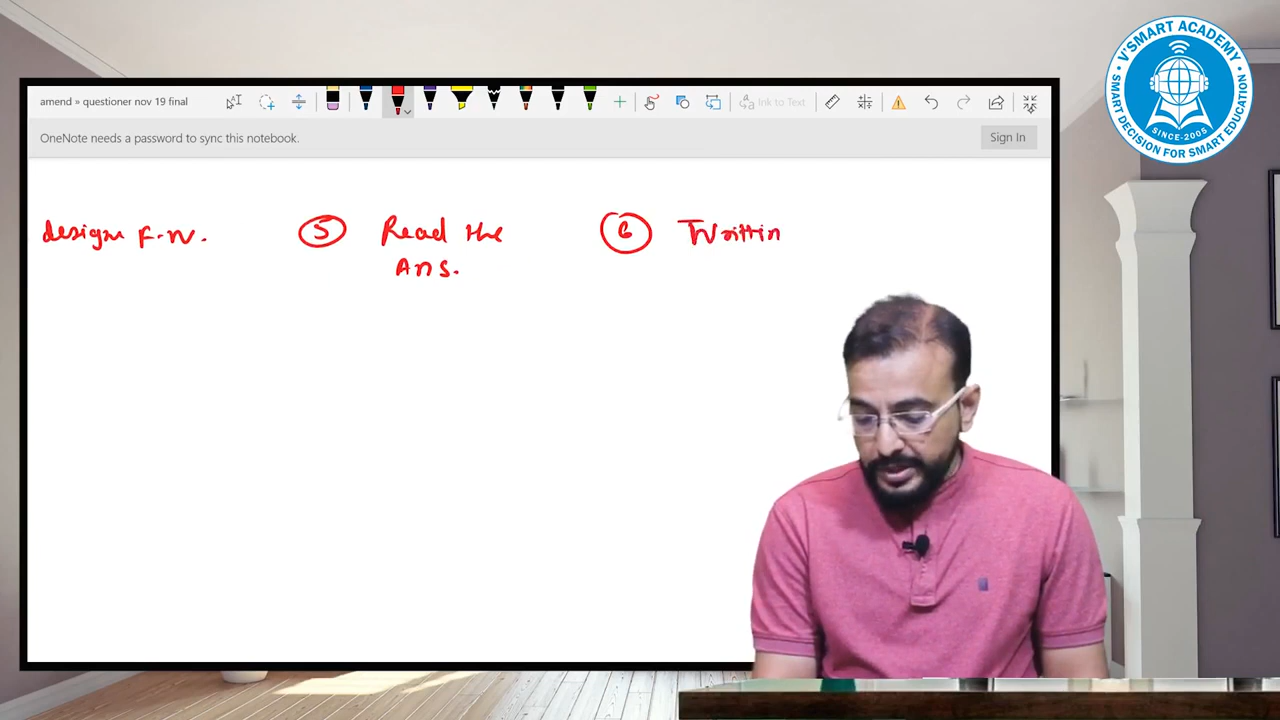 V'SMART ACADEMY
SMART DECISION FOR SMART EDUCATION
SINCE-2005
amend » questioner nov 19 final
Ink to Text
OneNote needs a password to sync this notebook.
Sign In
design F.W.
5 Read the
Ans.
6 Writtin